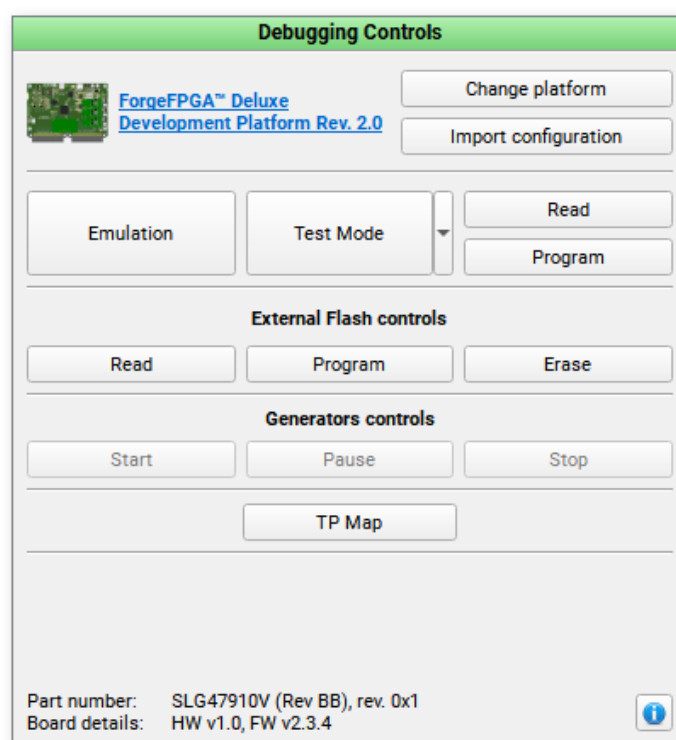 Debugging Controls
ForgeFPGA™ Deluxe
Development Platform Rev. 2.0
Change platform
Import configuration
Emulation
Test Mode
Read
Program
External Flash controls
Read
Program
Erase
Generators controls
Start
Pause
Stop
TP Map
Part number: SLG47910V (Rev BB), rev. 0x1
Board details: HW v1.0, FW v2.3.4